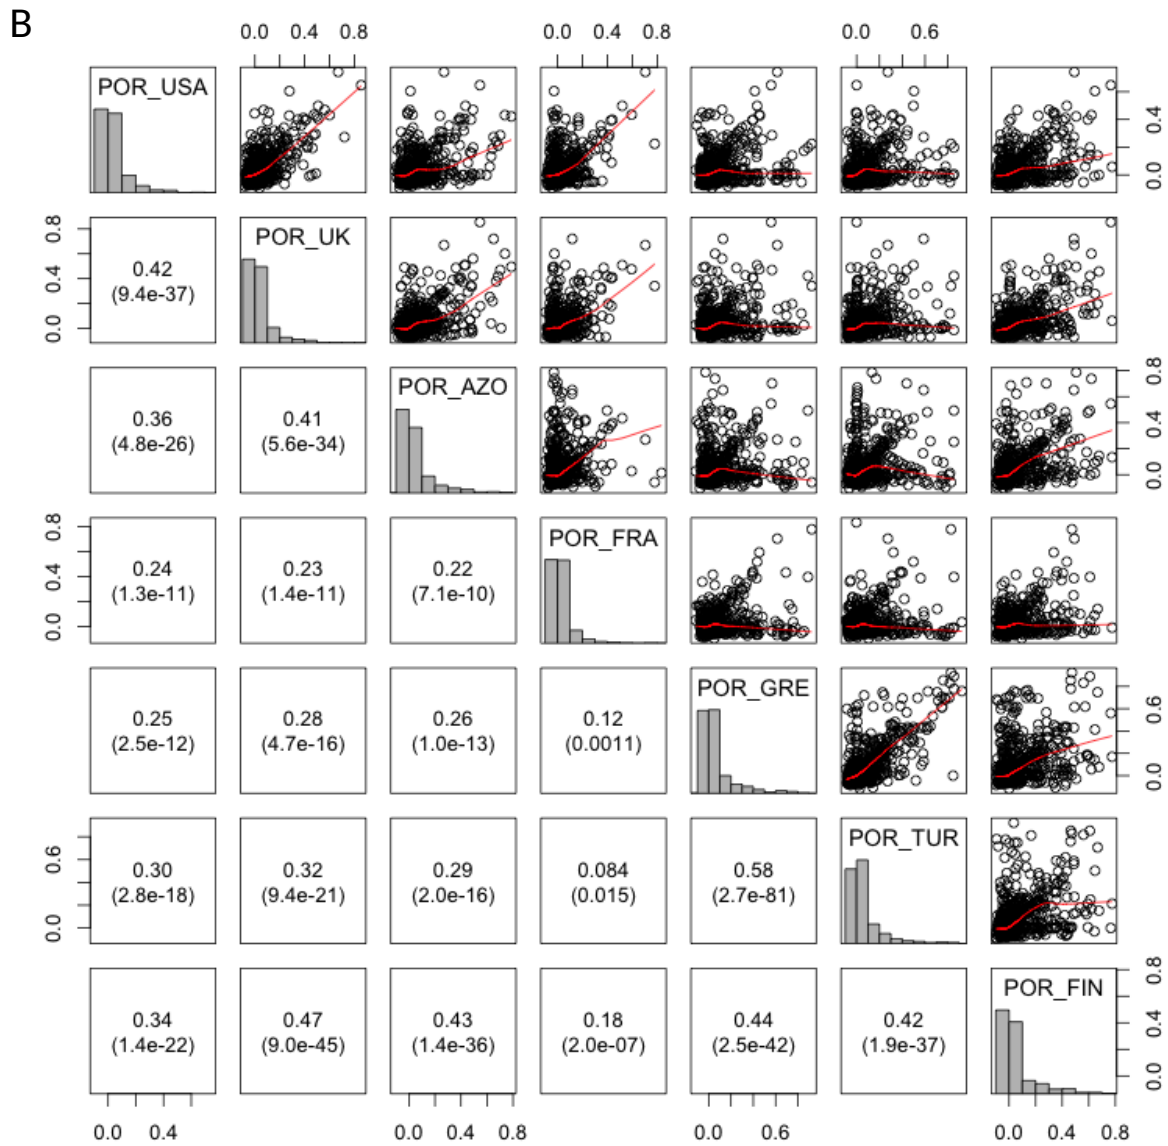 B
0.0 0.4 0.8 0.0 0.4 0.8 0.0 0.6
POR_USA
0.0 0.4
0.0 0.4 0.8
0.42
(9.4e-37)
POR_UK
0.36
(4.8e-26)
0.41
(5.6e-34)
POR_AZO
0.0 0.4 0.8
0.0 0.4 0.8
0.24
(1.3e-11)
0.23
(1.4e-11)
0.22
(7.1e-10)
POR_FRA
0.25
(2.5e-12)
0.28
(4.7e-16)
0.26
(1.0e-13)
0.12
(0.0011)
POR_GRE
0.0 0.6
0.0 0.6
0.30
(2.8e-18)
0.32
(9.4e-21)
0.29
(2.0e-16)
0.084
(0.015)
0.58
(2.7e-81)
POR_TUR
0.34
(1.4e-22)
0.47
(9.0e-45)
0.43
(1.4e-36)
0.18
(2.0e-07)
0.44
(2.5e-42)
0.42
(1.9e-37)
POR_FIN
0.0 0.4 0.8
0.0 0.4 0.0 0.4 0.8 0.0 0.6 0.0 0.4 0.8